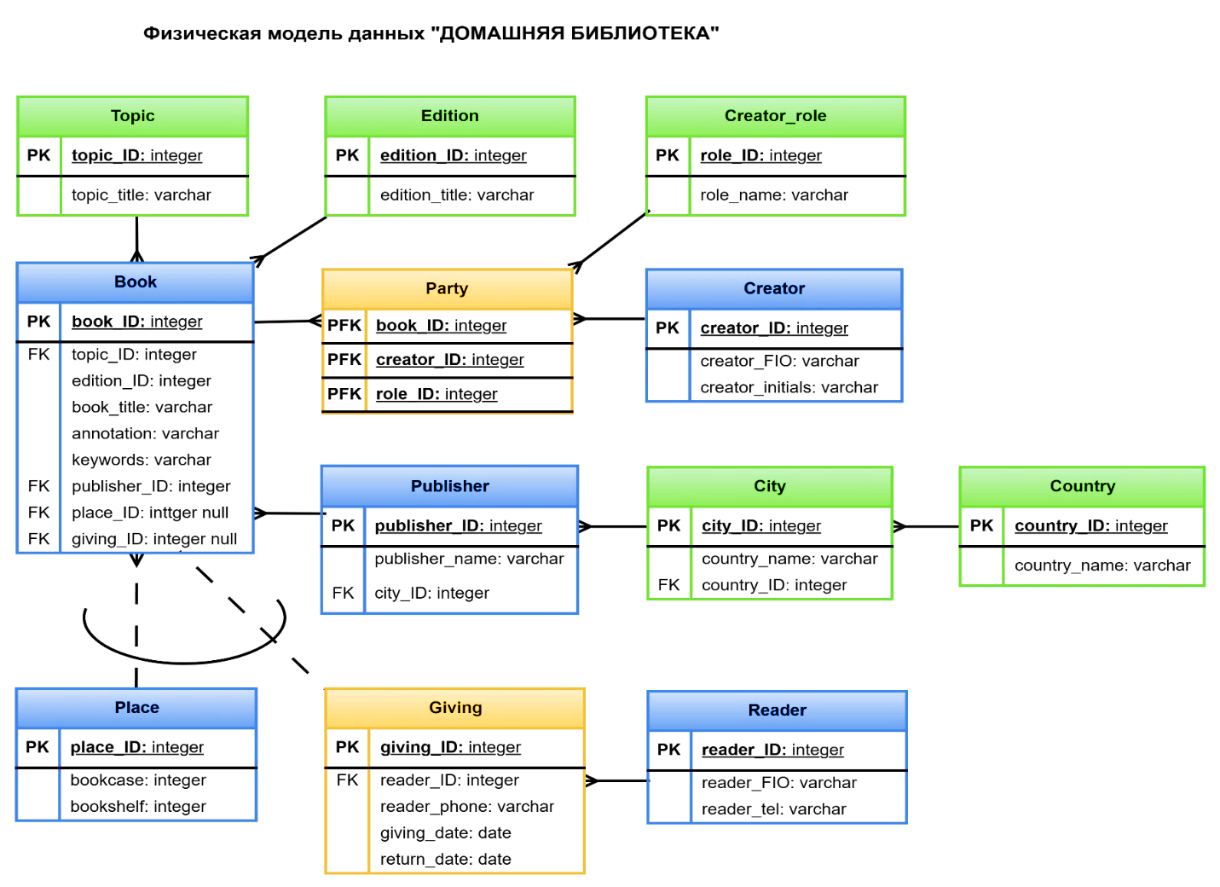 Физическая модель данных "ДОМАШНЯЯ БИБЛИОТЕКА"
Topic
PK topic_ID: integer
topic_title: varchar
Edition
PK edition_ID: integer
edition_title: varchar
Creator_role
PK role_ID: integer
role_name: varchar
Book
PK book_ID: integer
FK topic_ID: integer
edition_ID: integer
book_title: varchar
annotation: varchar
keywords: varchar
FK publisher_ID: integer
FK place_ID: inttger null
FK giving_ID: integer null
Party
PFK book_ID: integer
PFK creator_ID: integer
PFK role_ID: integer
Creator
PK creator_ID: integer
creator_FIO: varchar
creator_initials: varchar
Publisher
PK publisher_ID: integer
publisher_name: varchar
FK city_ID: integer
City
PK city_ID: integer
country_name: varchar
FK country_ID: integer
Country
PK country_ID: integer
country_name: varchar
Place
PK place_ID: integer
bookcase: integer
bookshelf: integer
Giving
PK giving_ID: integer
FK reader_ID: integer
reader_phone: varchar
giving_date: date
return_date: date
Reader
PK reader_ID: integer
reader_FIO: varchar
reader_tel: varchar